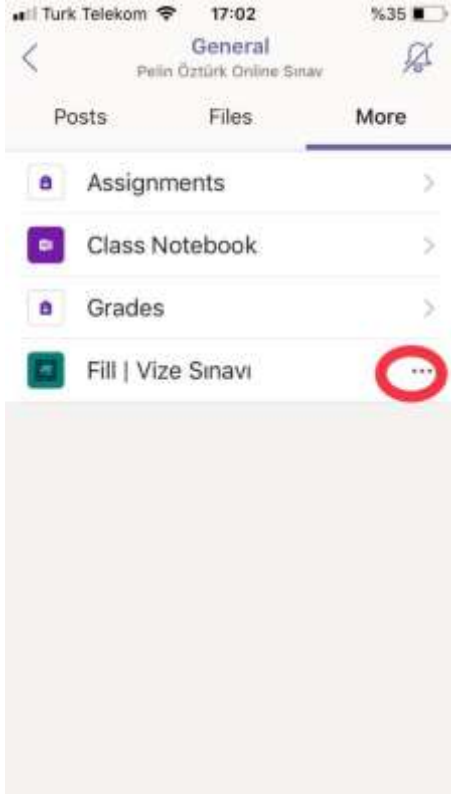 Turk Telekom 17:02 %35
General
Pelin Öztürk Online Sınav
Posts Files More
Assignments
Class Notebook
Grades
Fill | Vize Sınavı ...